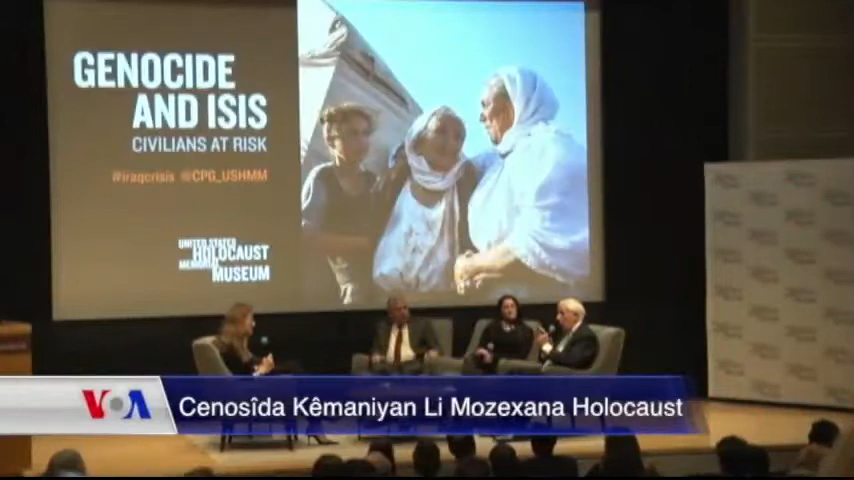 GENOCIDE
AND ISIS
CIVILIANS AT RISK
#iraqcrisis @CPG_USHMM
UNITED STATES
HOLOCAUST
MEMORIAL
MUSEUM
VOA
Cenosîda Kêmaniyan Li Mozexana Holocaust